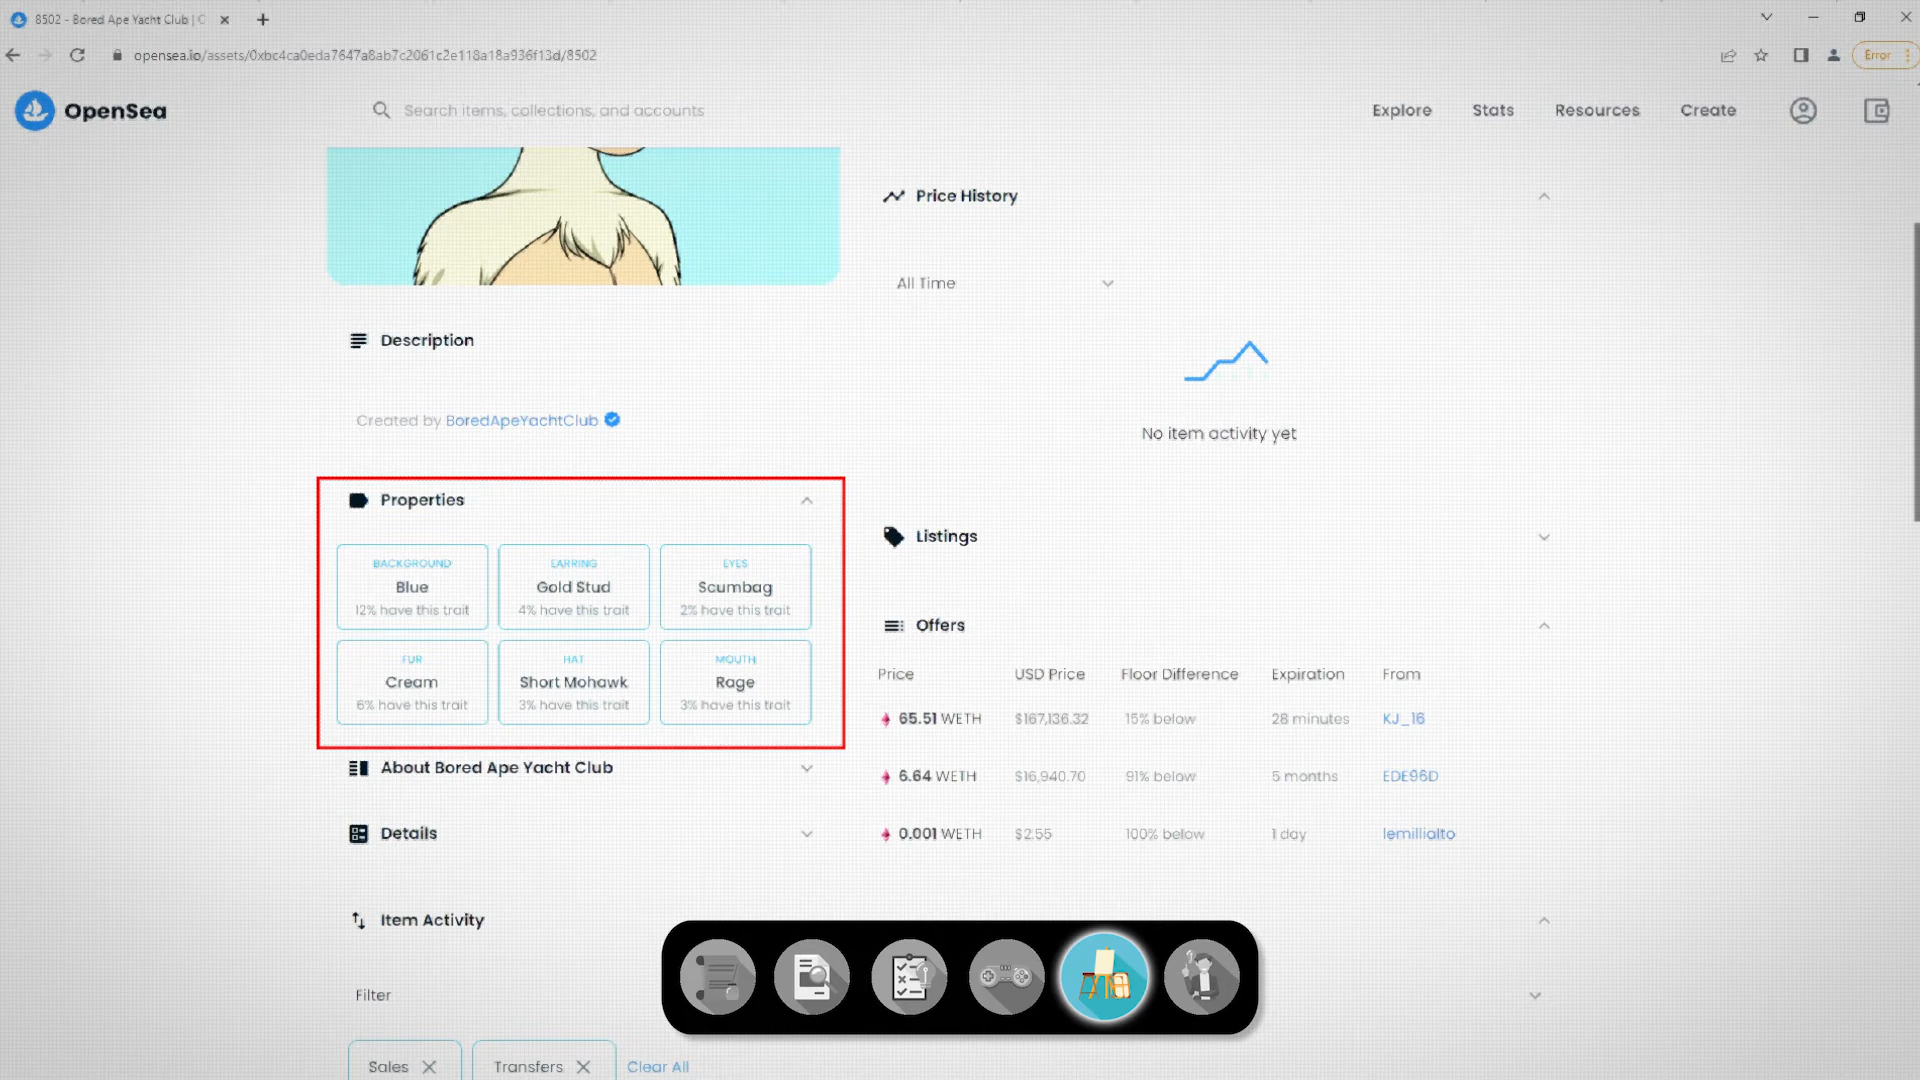 8502 - Bored Ape Yacht Club | O
opensea.io/assets/0xbc4ca0eda7647a8ab7c2061c2e118a18a936f13d/8502
Error
OpenSea
Search items, collections, and accounts
Explore
Stats
Resources
Create
Price History
All Time
No item activity yet
Description
Created by BoredApeYachtClub
Properties
BACKGROUND
Blue
12% have this trait
EARRING
Gold Stud
4% have this trait
EYES
Scumbag
2% have this trait
FUR
Cream
6% have this trait
HAT
Short Mohawk
3% have this trait
MOUTH
Rage
3% have this trait
About Bored Ape Yacht Club
Details
Listings
Offers
Price USD Price Floor Difference Expiration From
65.51 WETH $167,136.32 15% below 28 minutes KJ_16
6.64 WETH $16,940.70 91% below 5 months EDE96D
0.001 WETH $2.55 100% below 1 day lemillialto
Item Activity
Filter
Sales
Transfers
Clear All